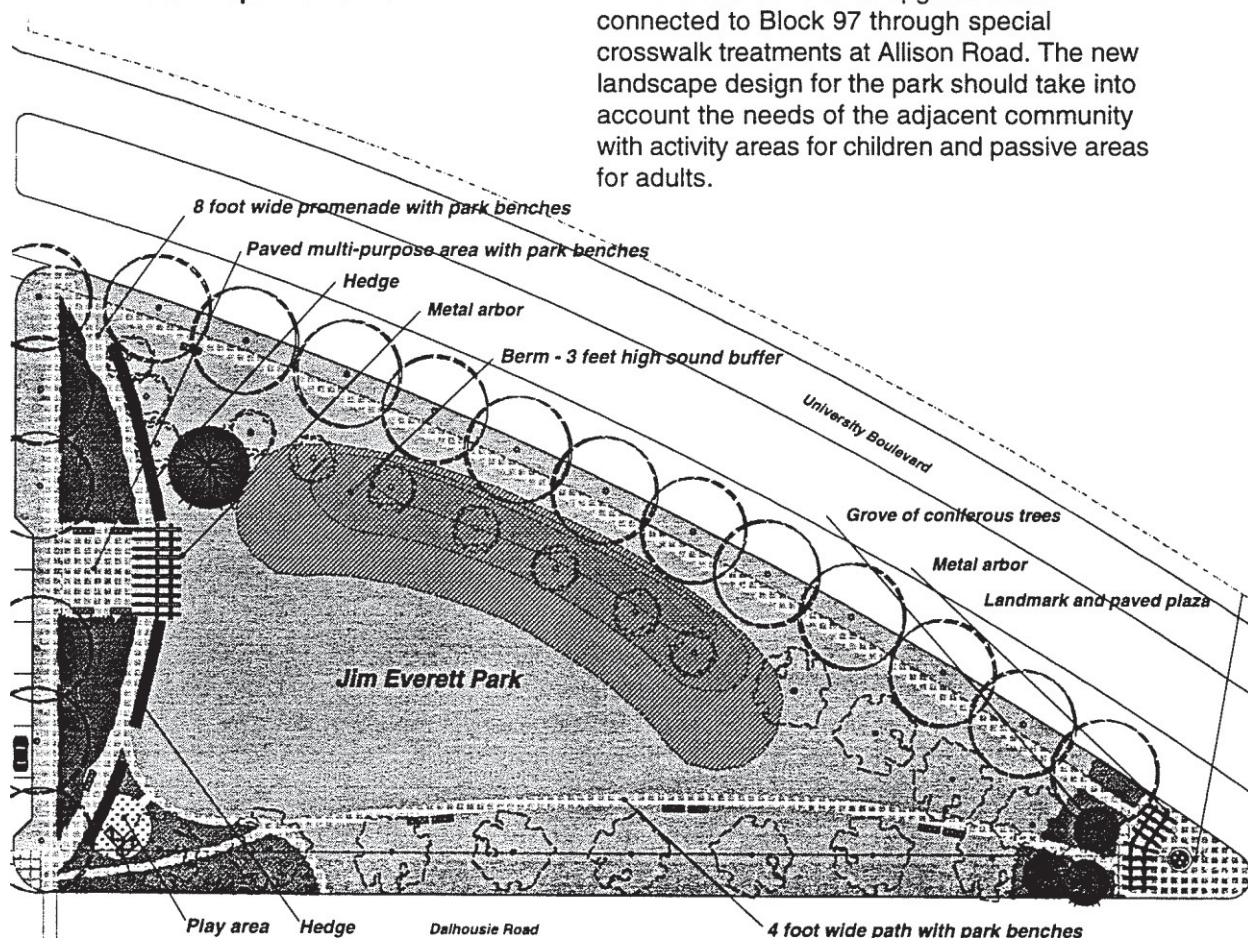 connected to Block 97 through special
crosswalk treatments at Allison Road. The new
landscape design for the park should take into
account the needs of the adjacent community
with activity areas for children and passive areas
for adults.
8 foot wide promenade with park benches
Paved multi-purpose area with park benches
Hedge
Metal arbor
Berm - 3 feet high sound buffer
University Boulevard
Grove of coniferous trees
Metal arbor
Landmark and paved plaza
Jim Everett Park
Play area
Hedge
Dalhousie Road
4 foot wide path with park benches